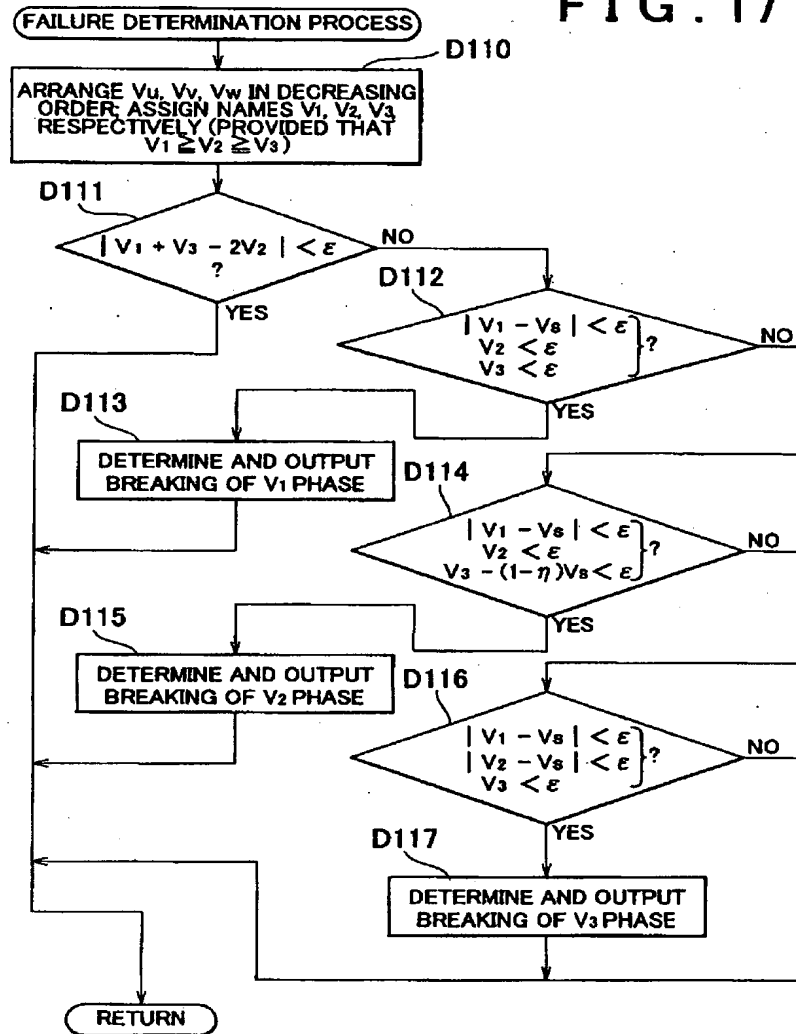 FIG. 17
FAILURE DETERMINATION PROCESS
D110
ARRANGE Vu, Vv, Vw IN DECREASING
ORDER; ASSIGN NAMES V1, V2, V3
RESPECTIVELY (PROVIDED THAT
V1 ≧ V2 ≧ V3)
D111
| V1 + V3 - 2V2 | < ε
?
NO
YES
D112
| V1 - Vs | < ε
V2 < ε
V3 < ε
?
NO
YES
D113
DETERMINE AND OUTPUT
BREAKING OF V1 PHASE
D114
| V1 - Vs | < ε
V2 < ε
V3 - (1-η)Vs < ε
?
NO
YES
D115
DETERMINE AND OUTPUT
BREAKING OF V2 PHASE
D116
| V1 - Vs | < ε
| V2 - Vs | < ε
V3 < ε
?
NO
YES
D117
DETERMINE AND OUTPUT
BREAKING OF V3 PHASE
RETURN